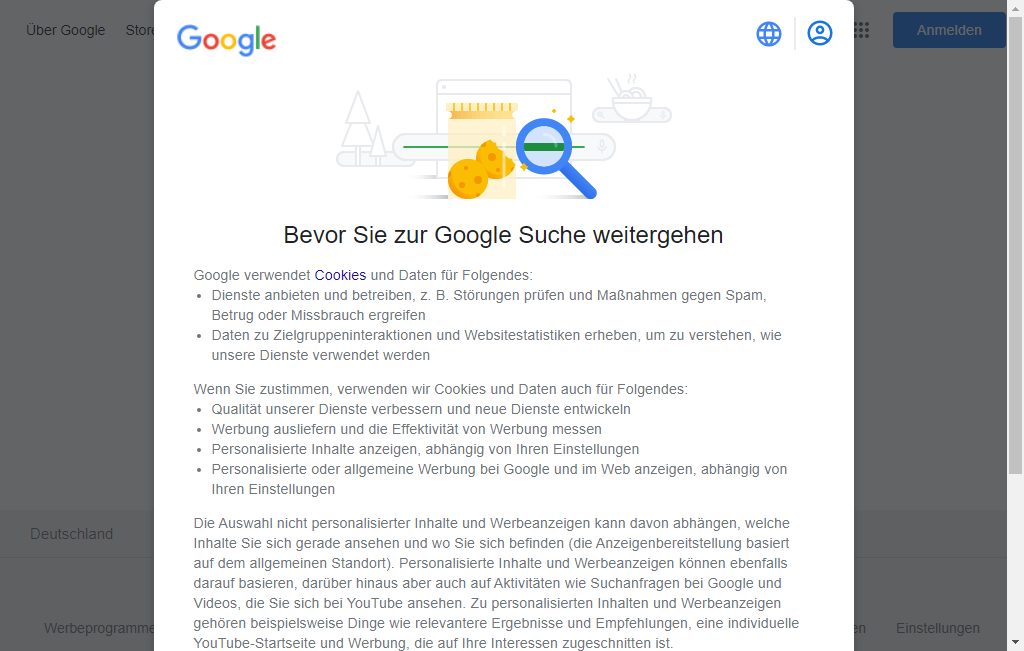 Über Google Store
Google
Anmelden
Bevor Sie zur Google Suche weitergehen
Google verwendet Cookies und Daten für Folgendes:
• Dienste anbieten und betreiben, z. B. Störungen prüfen und Maßnahmen gegen Spam,
Betrug oder Missbrauch ergreifen
• Daten zu Zielgruppeninteraktionen und Websitestatistiken erheben, um zu verstehen, wie
unsere Dienste verwendet werden
Wenn Sie zustimmen, verwenden wir Cookies und Daten auch für Folgendes:
• Qualität unserer Dienste verbessern und neue Dienste entwickeln
• Werbung ausliefern und die Effektivität von Werbung messen
• Personalisierte Inhalte anzeigen, abhängig von Ihren Einstellungen
• Personalisierte oder allgemeine Werbung bei Google und im Web anzeigen, abhängig von
Ihren Einstellungen
Die Auswahl nicht personalisierter Inhalte und Werbeanzeigen kann davon abhängen, welche
Inhalte Sie sich gerade ansehen und wo Sie sich befinden (die Anzeigenbereitstellung basiert
auf dem allgemeinen Standort). Personalisierte Inhalte und Werbeanzeigen können ebenfalls
darauf basieren, darüber hinaus aber auch auf Aktivitäten wie Suchanfragen bei Google und
Videos, die Sie sich bei YouTube ansehen. Zu personalisierten Inhalten und Werbeanzeigen
gehören beispielsweise Dinge wie relevantere Ergebnisse und Empfehlungen, eine individuelle
YouTube-Startseite und Werbung, die auf Ihre Interessen zugeschnitten ist.
Deutschland
Werbeprogramme
en Einstellungen